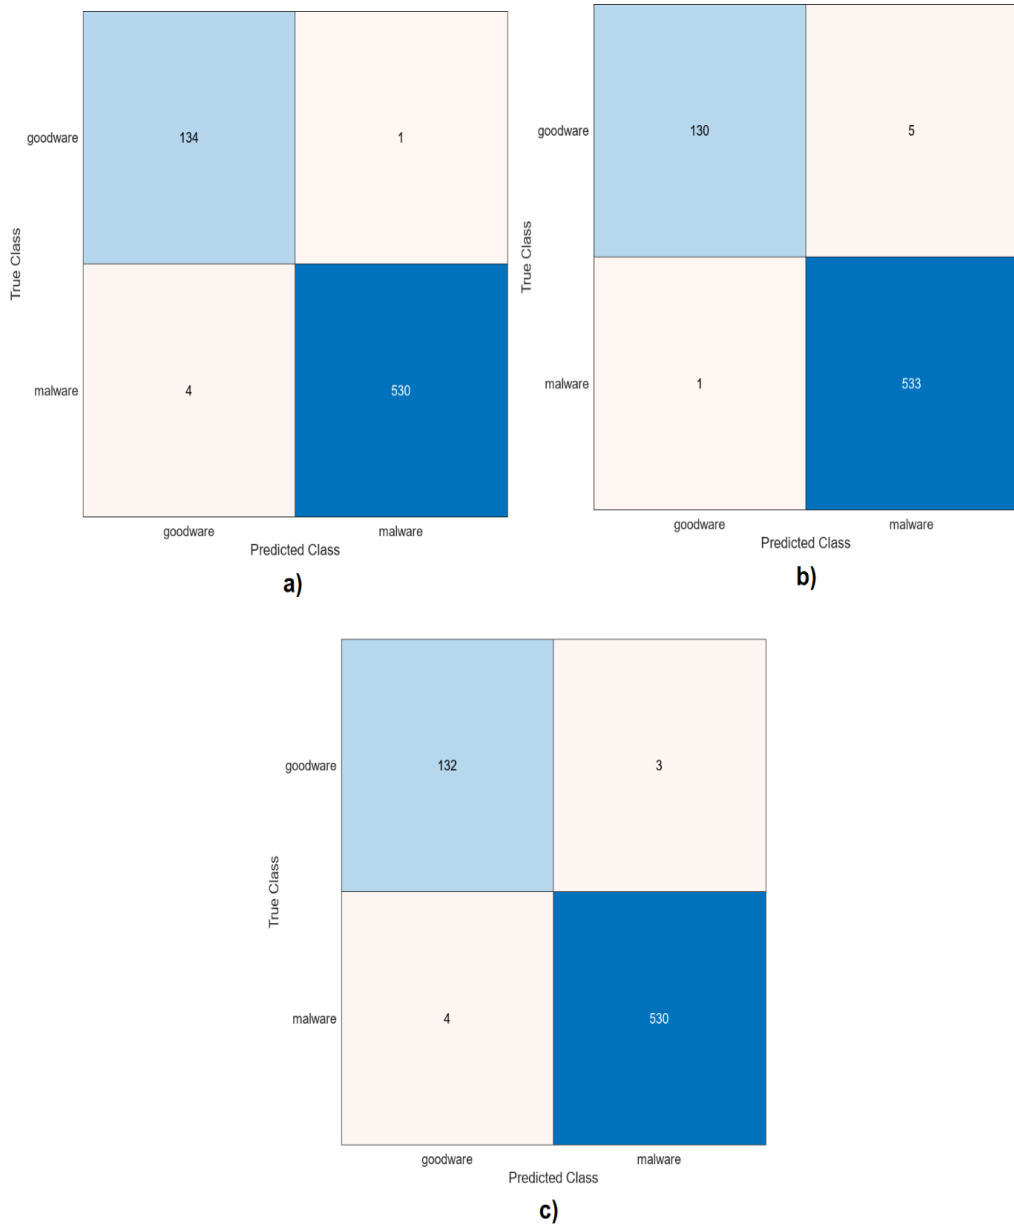 goodware
134
1
True Class
malware
4
530
goodware
malware
Predicted Class
a)
goodware
130
5
True Class
malware
1
533
goodware
malware
Predicted Class
b)
goodware
132
3
True Class
malware
4
530
goodware
malware
Predicted Class
c)